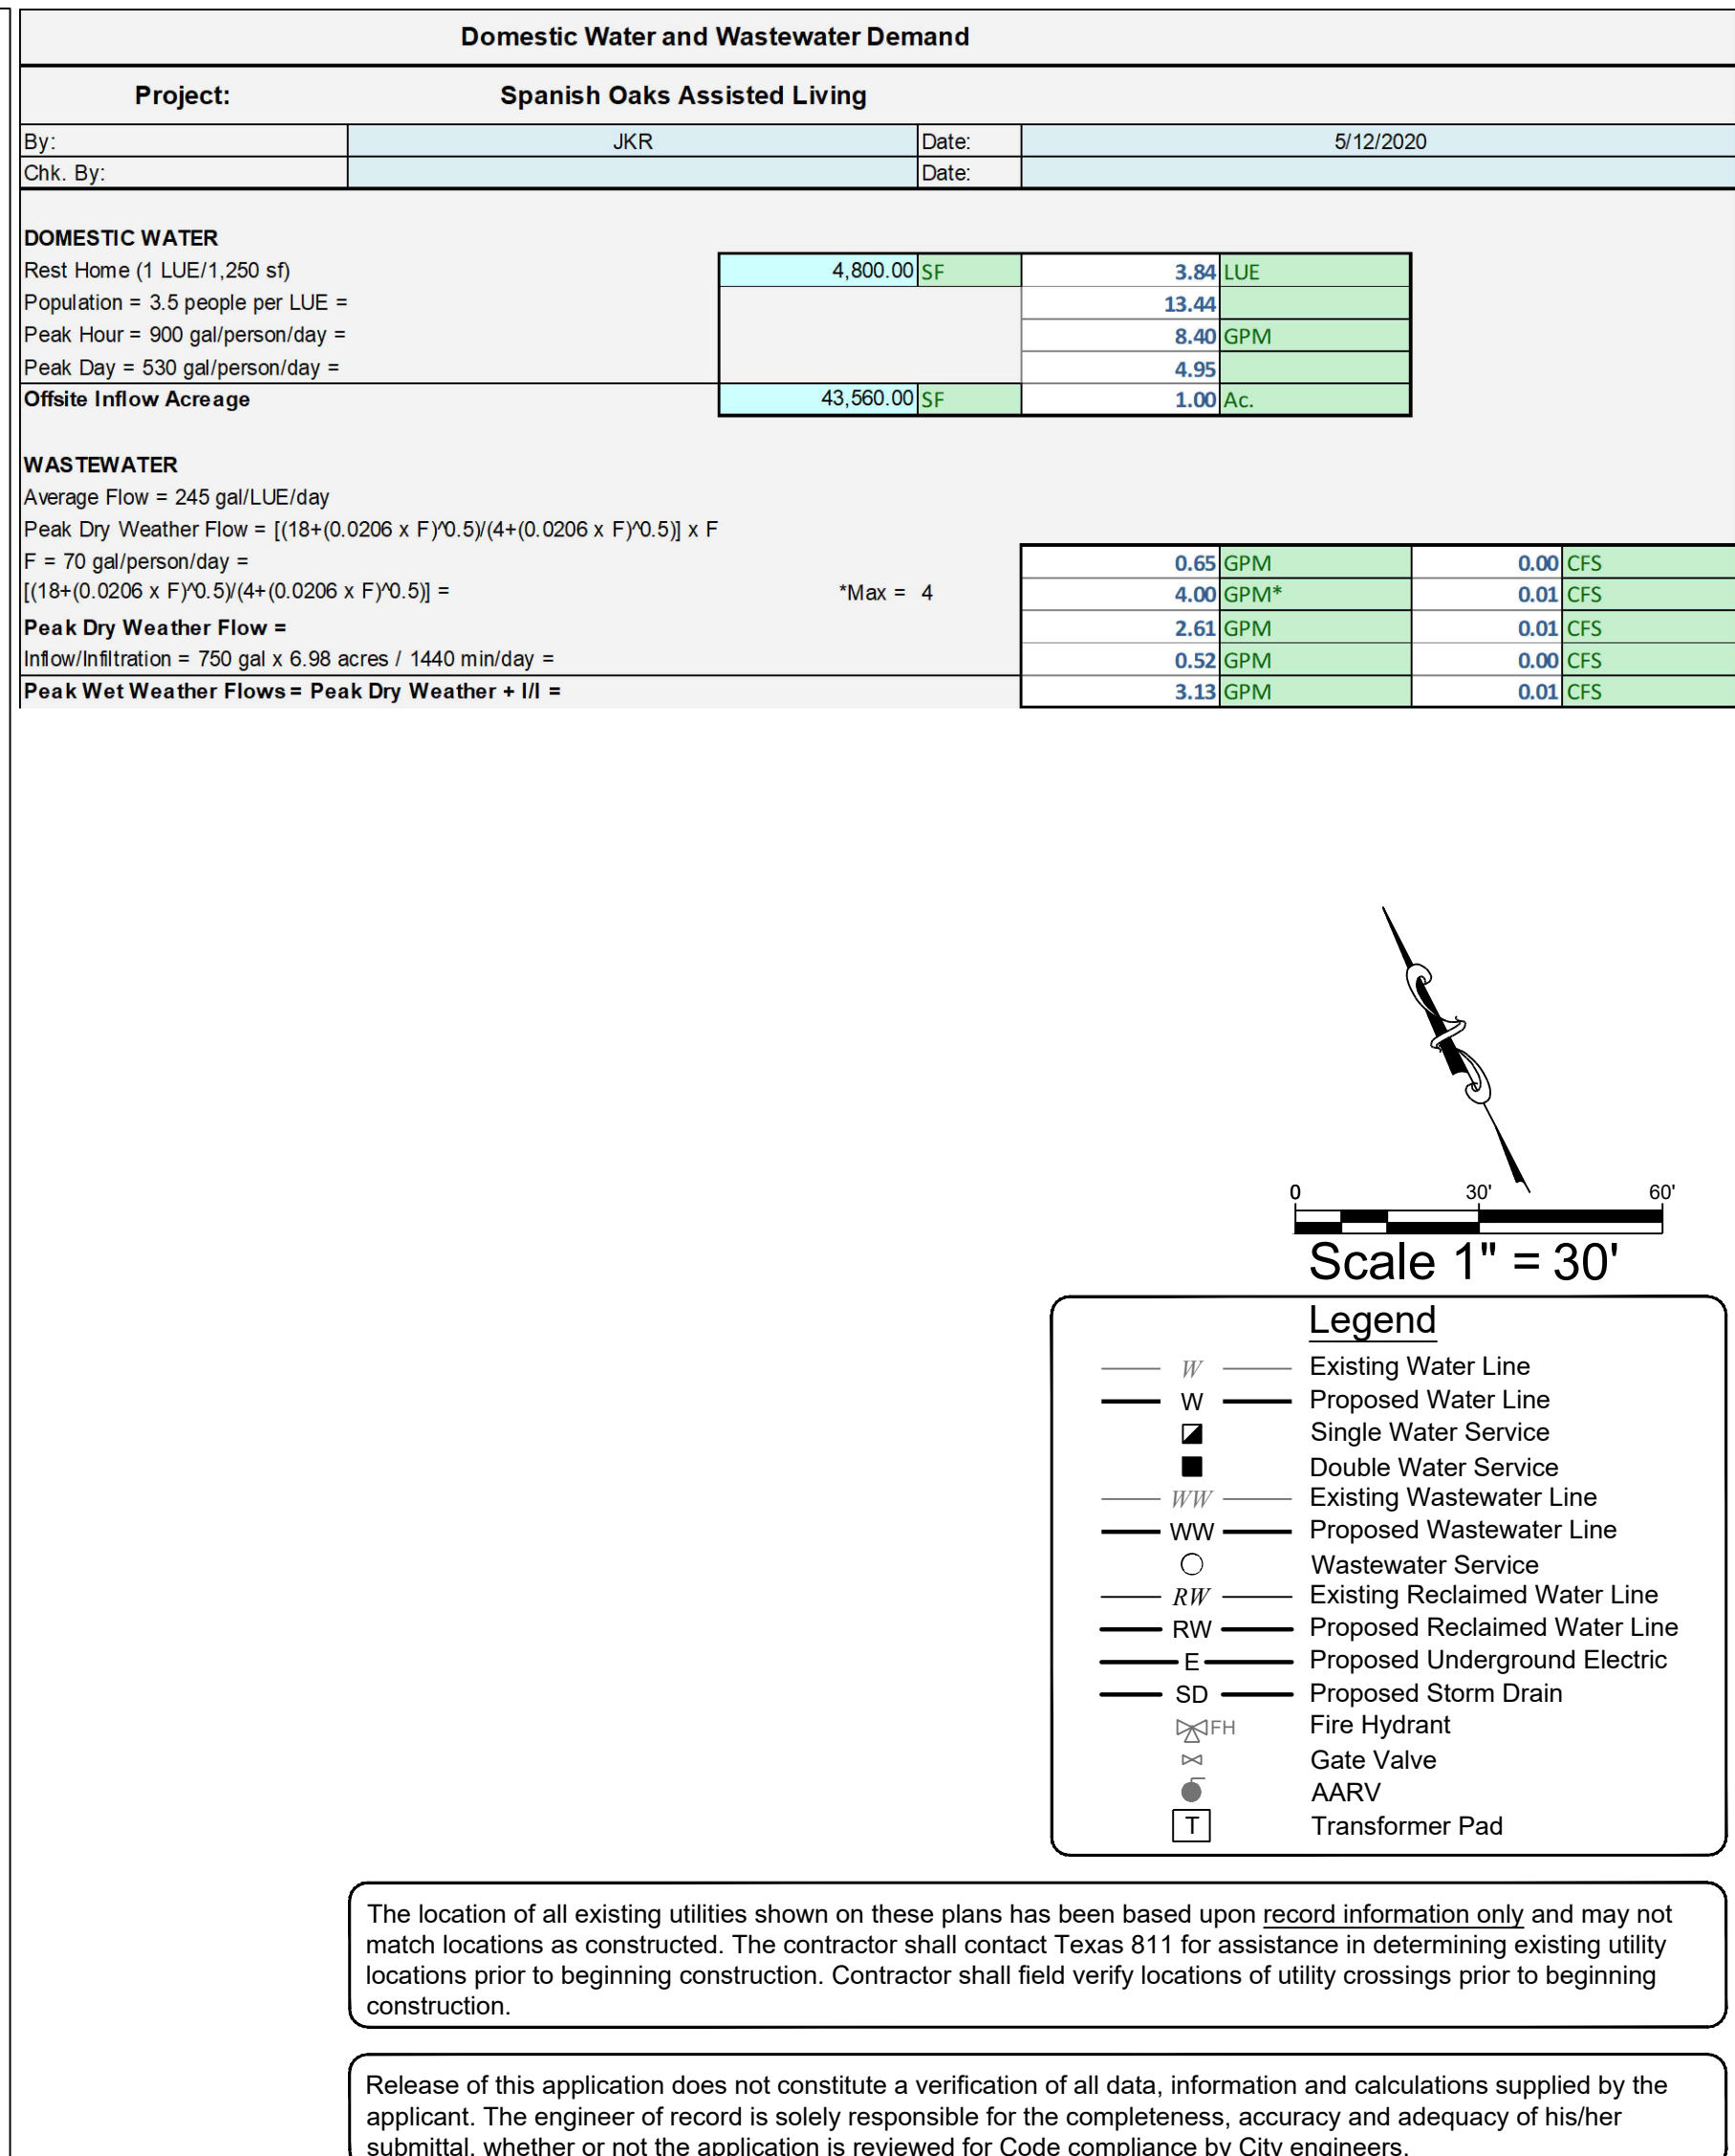 Domestic Water and Wastewater Demand
Project: Spanish Oaks Assisted Living
By: JKR Date: 5/12/2020
Chk. By: Date:
DOMESTIC WATER
Rest Home (1 LUE/1,250 sf) 4,800.00 SF 3.84 LUE
Population = 3.5 people per LUE = 13.44
Peak Hour = 900 gal/person/day = 8.40 GPM
Peak Day = 530 gal/person/day = 4.95
Offsite Inflow Acreage 43,560.00 SF 1.00 Ac.
WASTEWATER
Average Flow = 245 gal/LUE/day
Peak Dry Weather Flow = [(18+(0.0206 x F)^0.5)/(4+(0.0206 x F)^0.5)] x F
F = 70 gal/person/day = 0.65 GPM 0.00 CFS
[(18+(0.0206 x F)^0.5)/(4+(0.0206 x F)^0.5)] = *Max = 4 4.00 GPM* 0.01 CFS
Peak Dry Weather Flow = 2.61 GPM 0.01 CFS
Inflow/Infiltration = 750 gal x 6.98 acres / 1440 min/day = 0.52 GPM 0.00 CFS
Peak Wet Weather Flows = Peak Dry Weather + I/I = 3.13 GPM 0.01 CFS
0 30' 60'
Scale 1" = 30'
Legend
W Existing Water Line
W Proposed Water Line
Single Water Service
Double Water Service
WW Existing Wastewater Line
WW Proposed Wastewater Line
Wastewater Service
RW Existing Reclaimed Water Line
RW Proposed Reclaimed Water Line
E Proposed Underground Electric
SD Proposed Storm Drain
FH Fire Hydrant
Gate Valve
AARV
T Transformer Pad
The location of all existing utilities shown on these plans has been based upon record information only and may not
match locations as constructed. The contractor shall contact Texas 811 for assistance in determining existing utility
locations prior to beginning construction. Contractor shall field verify locations of utility crossings prior to beginning
construction.
Release of this application does not constitute a verification of all data, information and calculations supplied by the
applicant. The engineer of record is solely responsible for the completeness, accuracy and adequacy of his/her
submittal, whether or not the application is reviewed for Code compliance by City engineers.